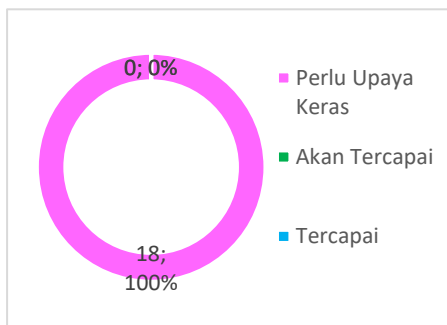 0; 0%
18;
100%
Perlu Upaya
Keras
Akan Tercapai
Tercapai